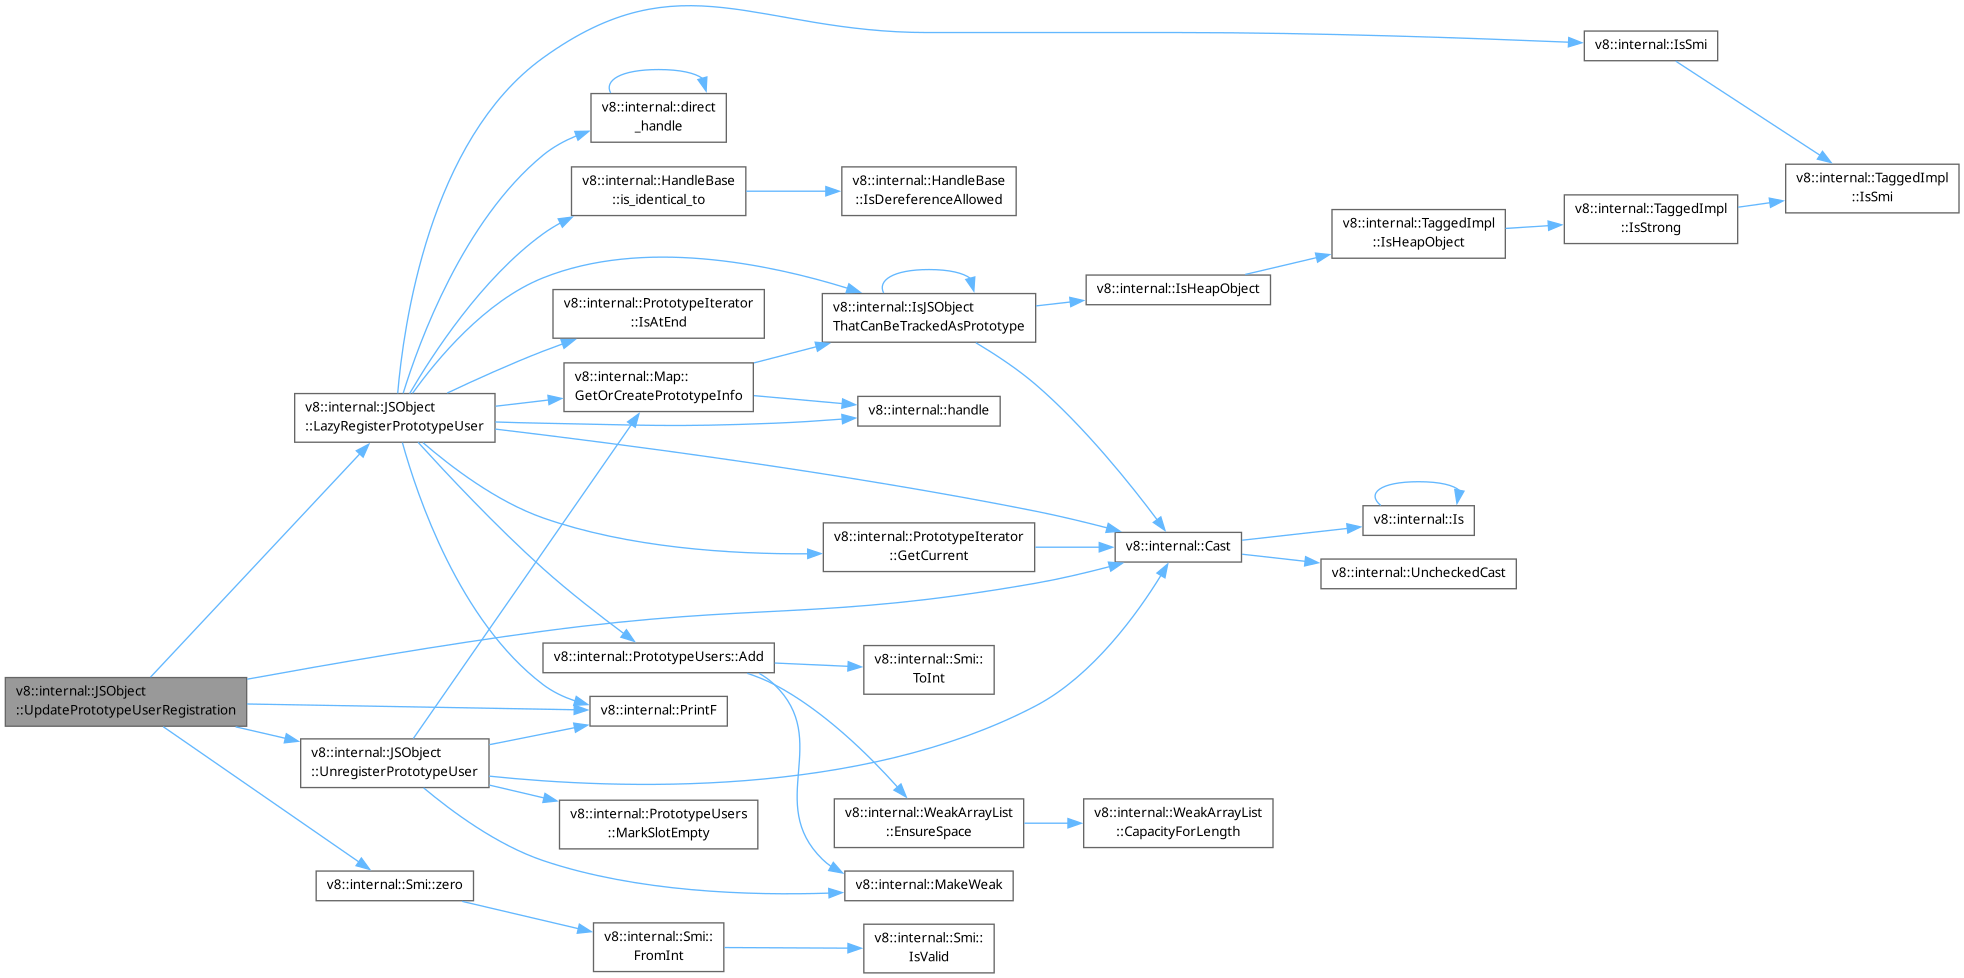 v8::internal::IsSmi
v8::internal::direct
_handle
v8::internal::HandleBase
::is_identical_to
v8::internal::HandleBase
::IsDereferenceAllowed
v8::internal::TaggedImpl
::IsSmi
v8::internal::TaggedImpl
::IsStrong
v8::internal::TaggedImpl
::IsHeapObject
v8::internal::IsHeapObject
v8::internal::PrototypeIterator
::IsAtEnd
v8::internal::IsJSObject
ThatCanBeTrackedAsPrototype
v8::internal::Map::
GetOrCreatePrototypeInfo
v8::internal::handle
v8::internal::JSObject
::LazyRegisterPrototypeUser
v8::internal::Is
v8::internal::PrototypeIterator
::GetCurrent
v8::internal::Cast
v8::internal::UncheckedCast
v8::internal::PrototypeUsers::Add
v8::internal::Smi::
ToInt
v8::internal::JSObject
::UpdatePrototypeUserRegistration
v8::internal::PrintF
v8::internal::JSObject
::UnregisterPrototypeUser
v8::internal::PrototypeUsers
::MarkSlotEmpty
v8::internal::WeakArrayList
::EnsureSpace
v8::internal::WeakArrayList
::CapacityForLength
v8::internal::Smi::zero
v8::internal::MakeWeak
v8::internal::Smi::
FromInt
v8::internal::Smi::
IsValid